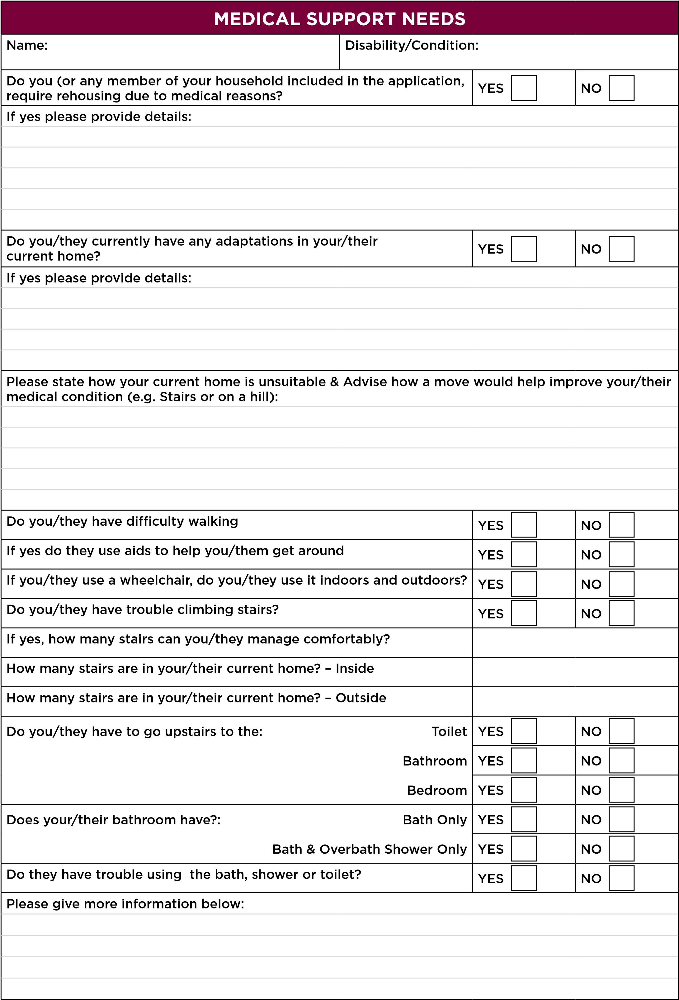 MEDICAL SUPPORT NEEDS
Name:
Disability/Condition:
Do you (or any member of your household included in the application,
require rehousing due to medical reasons?
YES
NO
If yes please provide details:
Do you/they currently have any adaptations in your/their
current home?
YES
NO
If yes please provide details:
Please state how your current home is unsuitable & Advise how a move would help improve your/their
medical condition (e.g. Stairs or on a hill):
Do you/they have difficulty walking
YES
NO
If yes do they use aids to help you/them get around
YES
NO
If you/they use a wheelchair, do you/they use it indoors and outdoors?
YES
NO
Do you/they have trouble climbing stairs?
YES
NO
If yes, how many stairs can you/they manage comfortably?
How many stairs are in your/their current home? – Inside
How many stairs are in your/their current home? – Outside
Do you/they have to go upstairs to the:
Toilet
YES
NO
Bathroom
YES
NO
Bedroom
YES
NO
Does your/their bathroom have?:
Bath Only
YES
NO
Bath & Overbath Shower Only
YES
NO
Do they have trouble using  the bath, shower or toilet?
YES
NO
Please give more information below: